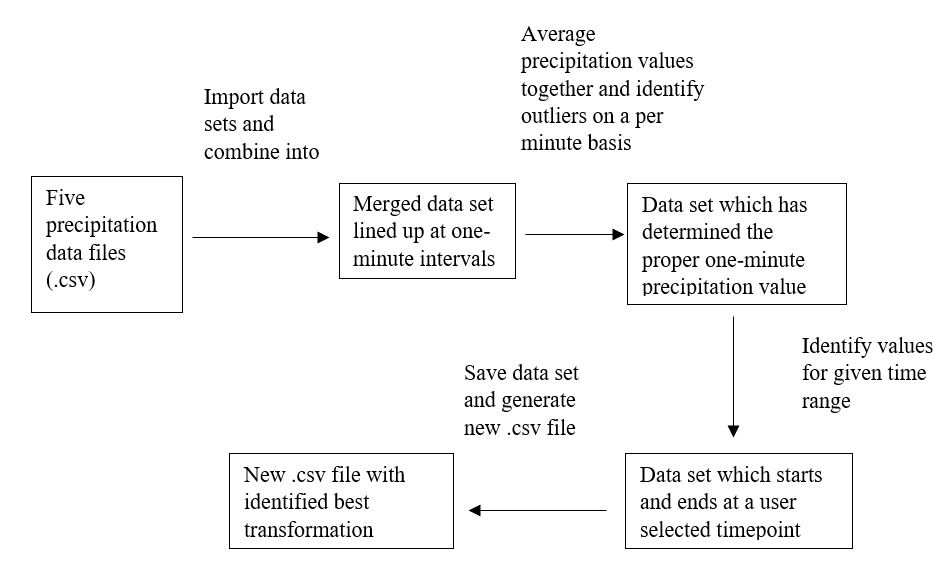 Five
precipitation
data files
(.csv)
Import data
sets and
combine into
Merged data set
lined up at one-
minute intervals
Average
precipitation values
together and identify
outliers on a per
minute basis
Data set which has
determined the
proper one-minute
precipitation value
Identify values
for given time
range
Data set which starts
and ends at a user
selected timepoint
Save data set
and generate
new .csv file
New .csv file with
identified best
transformation